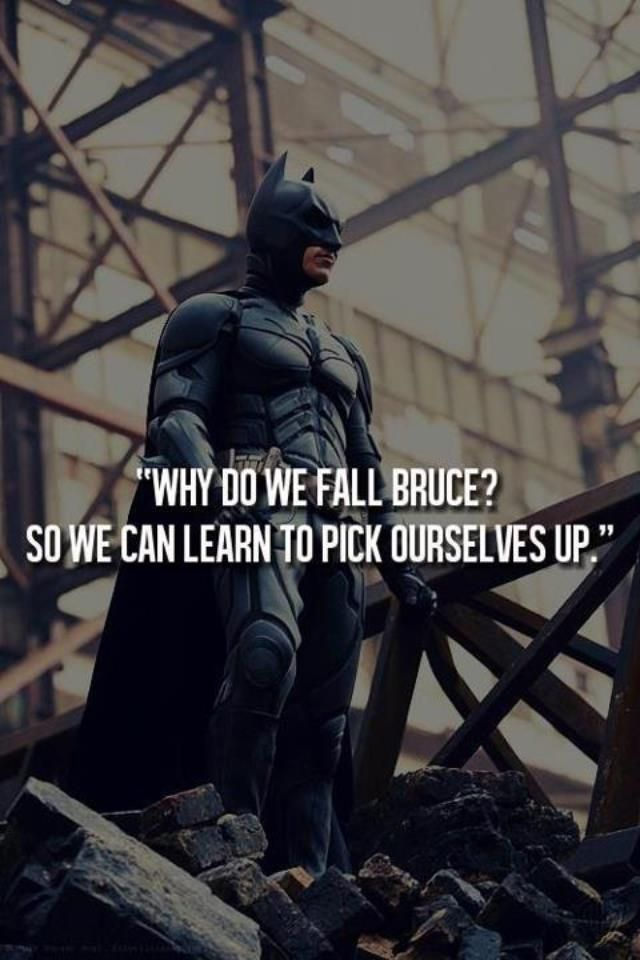 “WHY DO WE FALL BRUCE?
SO WE CAN LEARN TO PICK OURSELVES UP.”